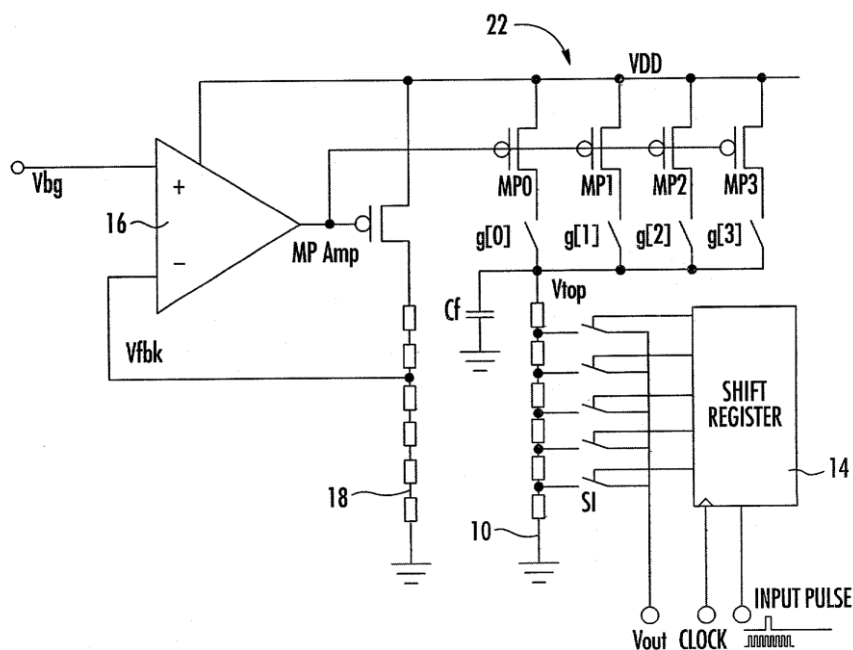 22
VDD
Vbg
+
16
−
MP Amp
MP0
MP1
MP2
MP3
g[0]
g[1]
g[2]
g[3]
Vtop
Cf
Vfbk
SHIFT
REGISTER
14
18
10
SI
INPUT PULSE
Vout
CLOCK